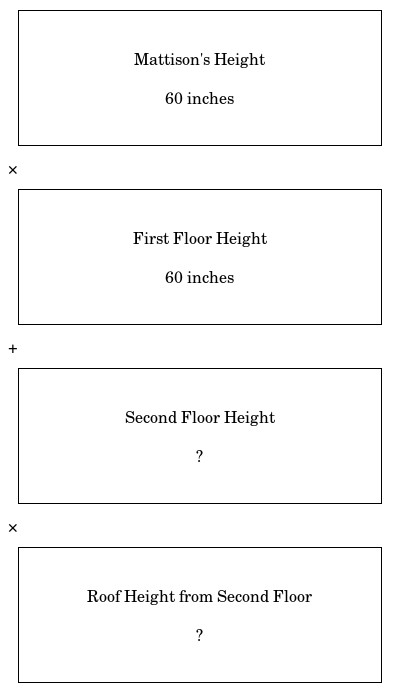 Mattison's Height
60 inches
×
First Floor Height
60 inches
+
Second Floor Height
?
×
Roof Height from Second Floor
?